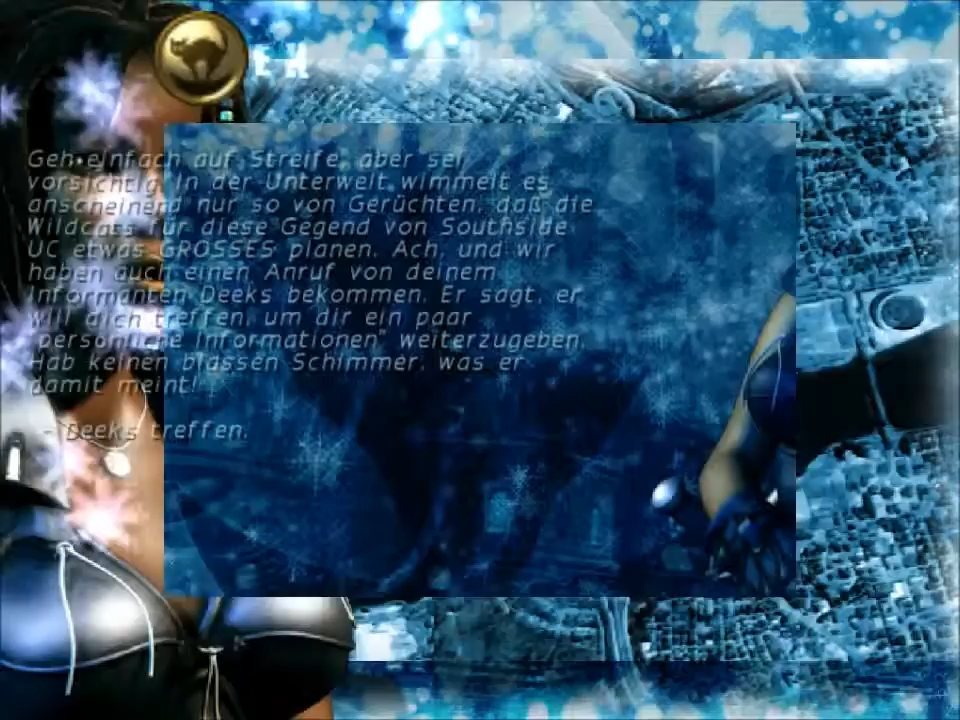 Geh einfach auf Streife, aber sei
vorsichtig. In der Unterwelt wimmelt es
anscheinend nur so von Gerüchten, daß die
Wildcats für diese Gegend von Southside
UC etwas GROSSES planen. Ach, und wir
haben auch einen Anruf von deinem
Informanten Deeks bekommen. Er sagt, er
will dich treffen, um dir ein paar
"persönliche Informationen" weiterzugeben.
Hab keinen blassen Schimmer, was er
damit meint!
- Deeks treffen.